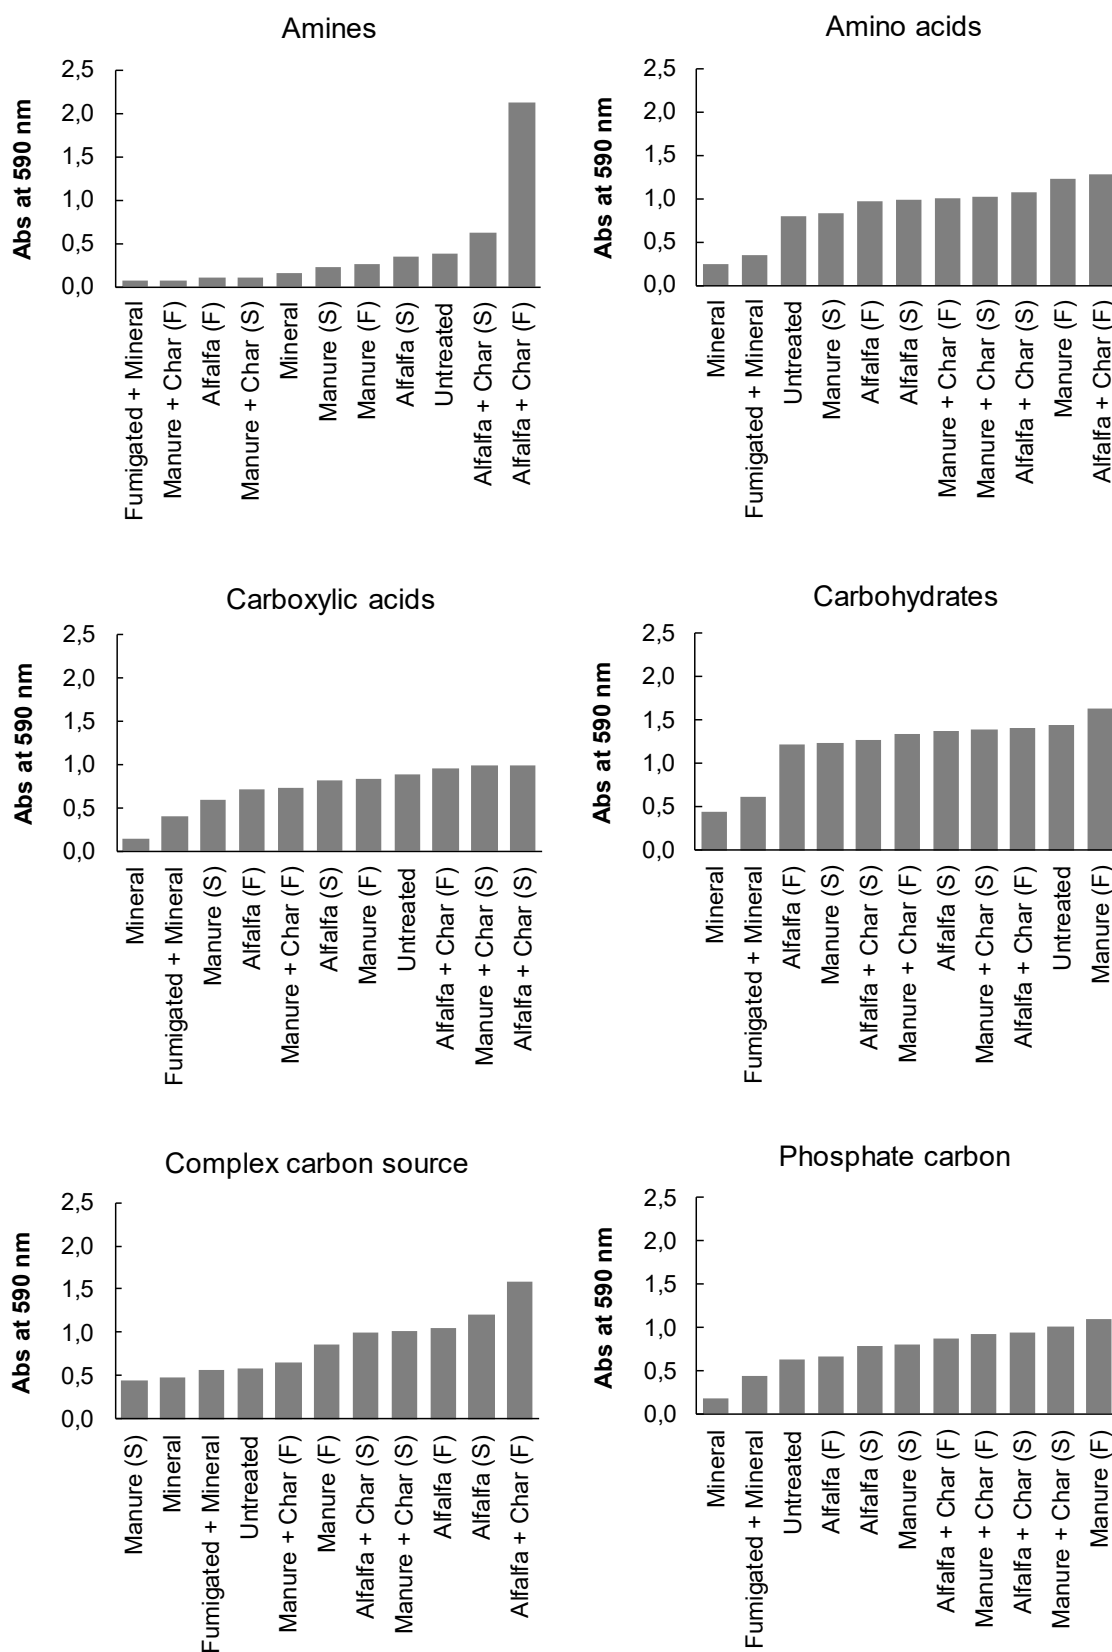 Amines
Abs at 590 nm
2,5
2,0
1,5
1,0
0,5
0,0
Fumigated + Mineral
Manure + Char (F)
Alfalfa (F)
Manure + Char (S)
Mineral
Manure (S)
Manure (F)
Alfalfa (S)
Untreated
Alfalfa + Char (S)
Alfalfa + Char (F)
Amino acids
Abs at 590 nm
2,5
2,0
1,5
1,0
0,5
0,0
Mineral
Fumigated + Mineral
Untreated
Manure (S)
Alfalfa (F)
Alfalfa (S)
Manure + Char (F)
Manure + Char (S)
Alfalfa + Char (S)
Manure (F)
Alfalfa + Char (F)
Carboxylic acids
Abs at 590 nm
2,5
2,0
1,5
1,0
0,5
0,0
Mineral
Fumigated + Mineral
Manure (S)
Alfalfa (F)
Manure + Char (F)
Alfalfa (S)
Manure (F)
Untreated
Alfalfa + Char (F)
Manure + Char (S)
Alfalfa + Char (S)
Carbohydrates
Abs at 590 nm
2,5
2,0
1,5
1,0
0,5
0,0
Mineral
Fumigated + Mineral
Alfalfa (F)
Manure (S)
Alfalfa + Char (S)
Manure + Char (F)
Alfalfa (S)
Manure + Char (S)
Alfalfa + Char (F)
Untreated
Manure (F)
Complex carbon source
Abs at 590 nm
2,5
2,0
1,5
1,0
0,5
0,0
Manure (S)
Mineral
Fumigated + Mineral
Untreated
Manure + Char (F)
Manure (F)
Alfalfa + Char (S)
Manure + Char (S)
Alfalfa (F)
Alfalfa (S)
Alfalfa + Char (F)
Phosphate carbon
Abs at 590 nm
2,5
2,0
1,5
1,0
0,5
0,0
Mineral
Fumigated + Mineral
Untreated
Alfalfa (F)
Alfalfa (S)
Manure (S)
Alfalfa + Char (F)
Manure + Char (F)
Alfalfa + Char (S)
Manure + Char (S)
Manure (F)